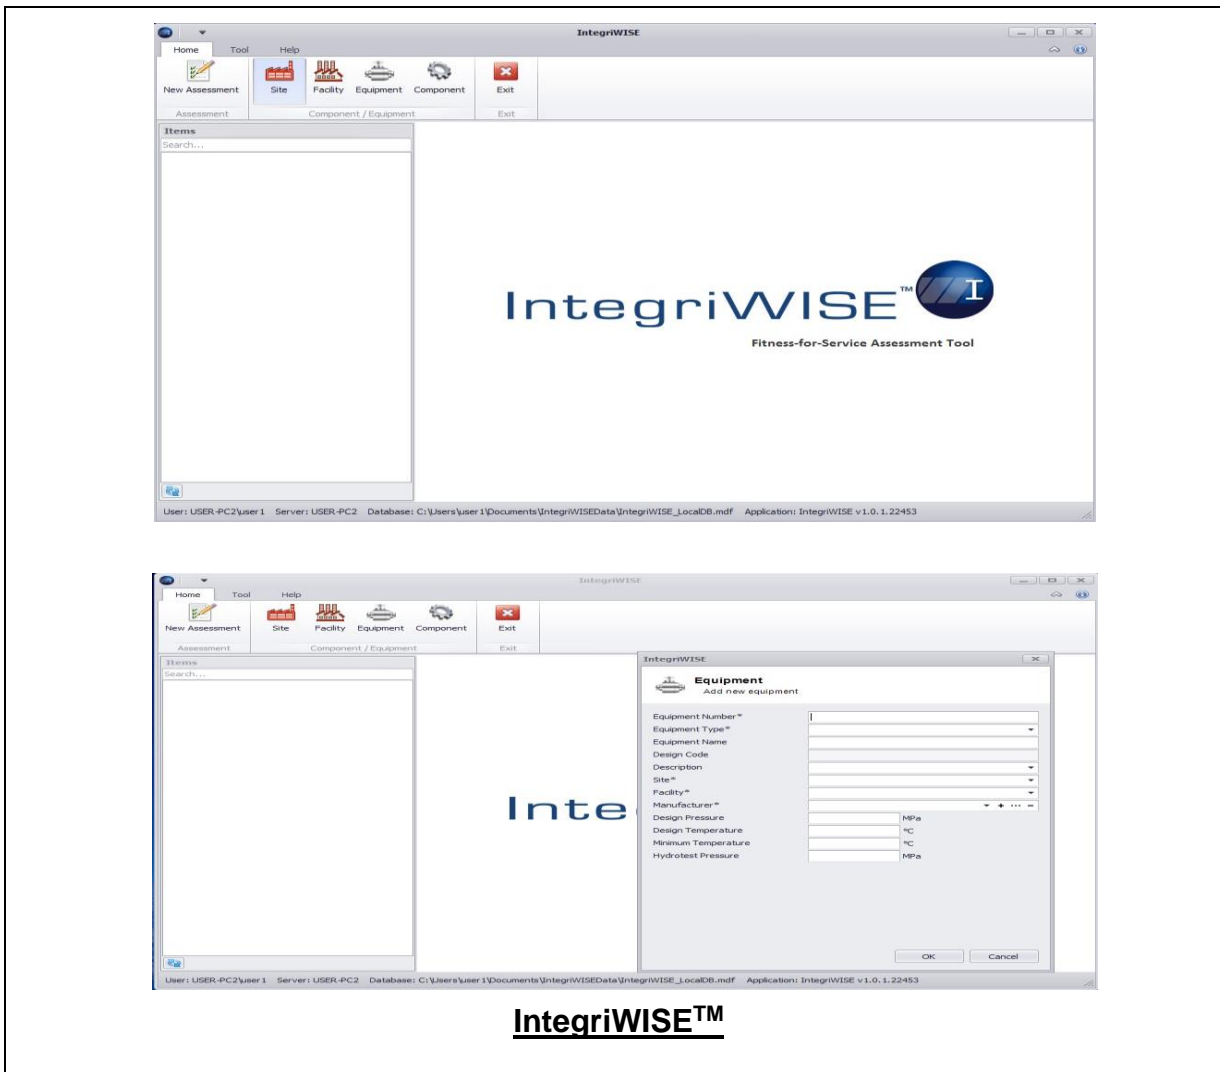 IntegriWISE
Home Tool Help
New Assessment Site Facility Equipment Component Exit
Assessment Component / Equipment Exit
Items
Search...
IntegriWISE™ I
Fitness-for-Service Assessment Tool
User: USER-PC2\user1 Server: USER-PC2 Database: C:\Users\user1\Documents\IntegriWISEData\IntegriWISE_LocalDB.mdf Application: IntegriWISE v1.0.1.22453
IntegriWISE
Home Tool Help
New Assessment Site Facility Equipment Component Exit
Assessment Component / Equipment Exit
Items
Search...
Inte
IntegriWISE
Equipment
Add new equipment
Equipment Number*
Equipment Type*
Equipment Name
Design Code
Description
Site*
Facility*
Manufacturer*
Design Pressure MPa
Design Temperature °C
Minimum Temperature °C
Hydrotest Pressure MPa
OK Cancel
User: USER-PC2\user1 Server: USER-PC2 Database: C:\Users\user1\Documents\IntegriWISEData\IntegriWISE_LocalDB.mdf Application: IntegriWISE v1.0.1.22453
IntegriWISE™